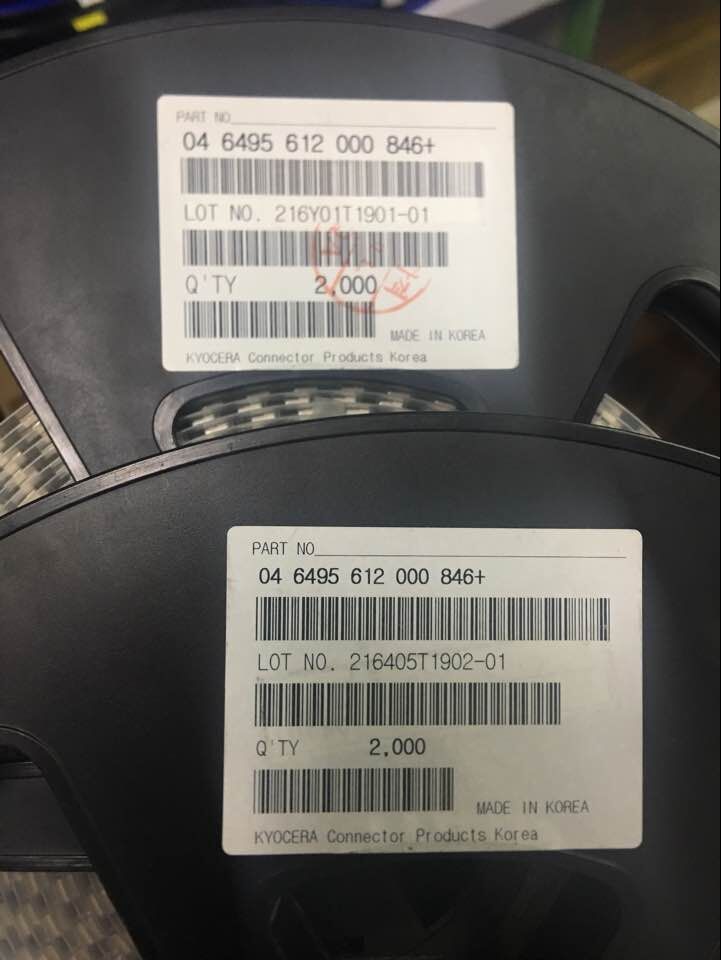 PART NO
04 6495 612 000 846+
LOT NO. 216Y01T1901-01
Q'TY 2,000
MADE IN KOREA
KYOCERA Connector Products Korea
PART NO
04 6495 612 000 846+
LOT NO. 216405T1902-01
Q'TY 2,000
MADE IN KOREA
KYOCERA Connector Products Korea